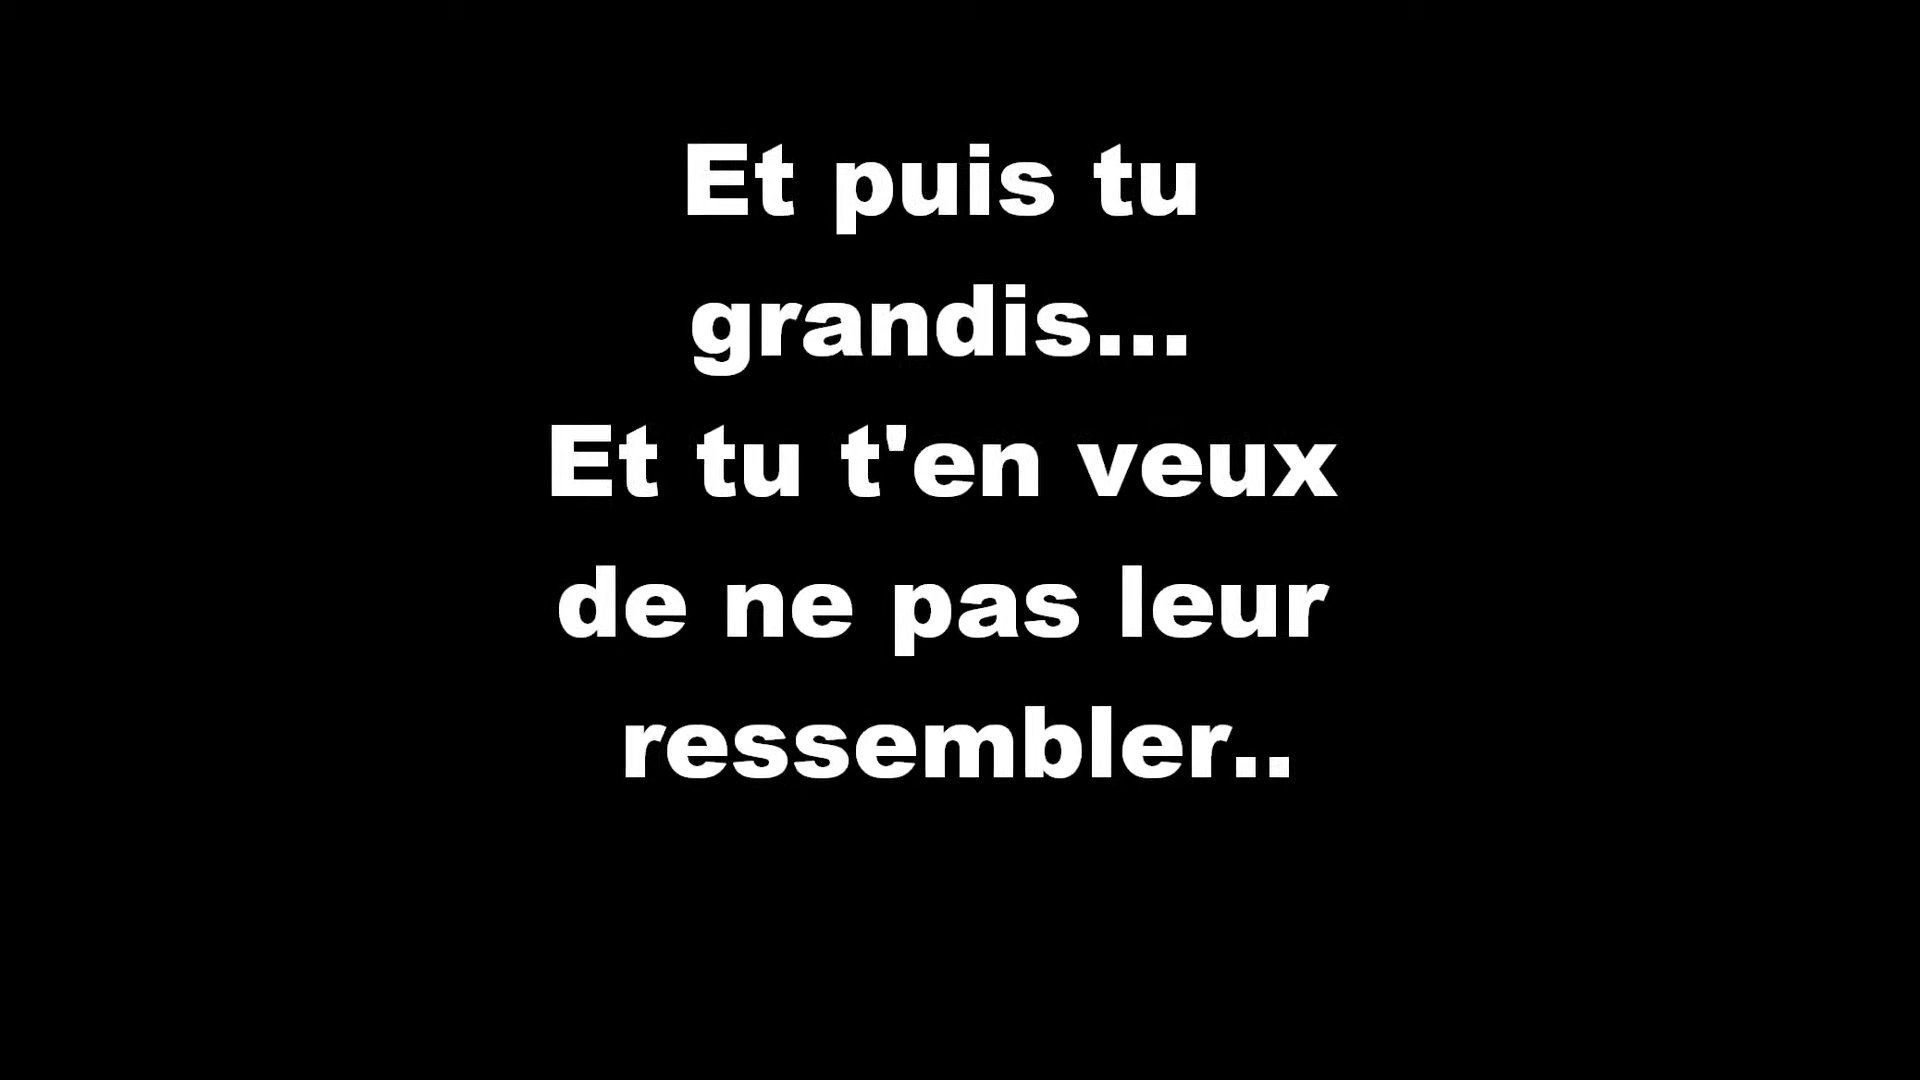 Et puis tu
grandis...
Et tu t'en veux
de ne pas leur
ressembler..